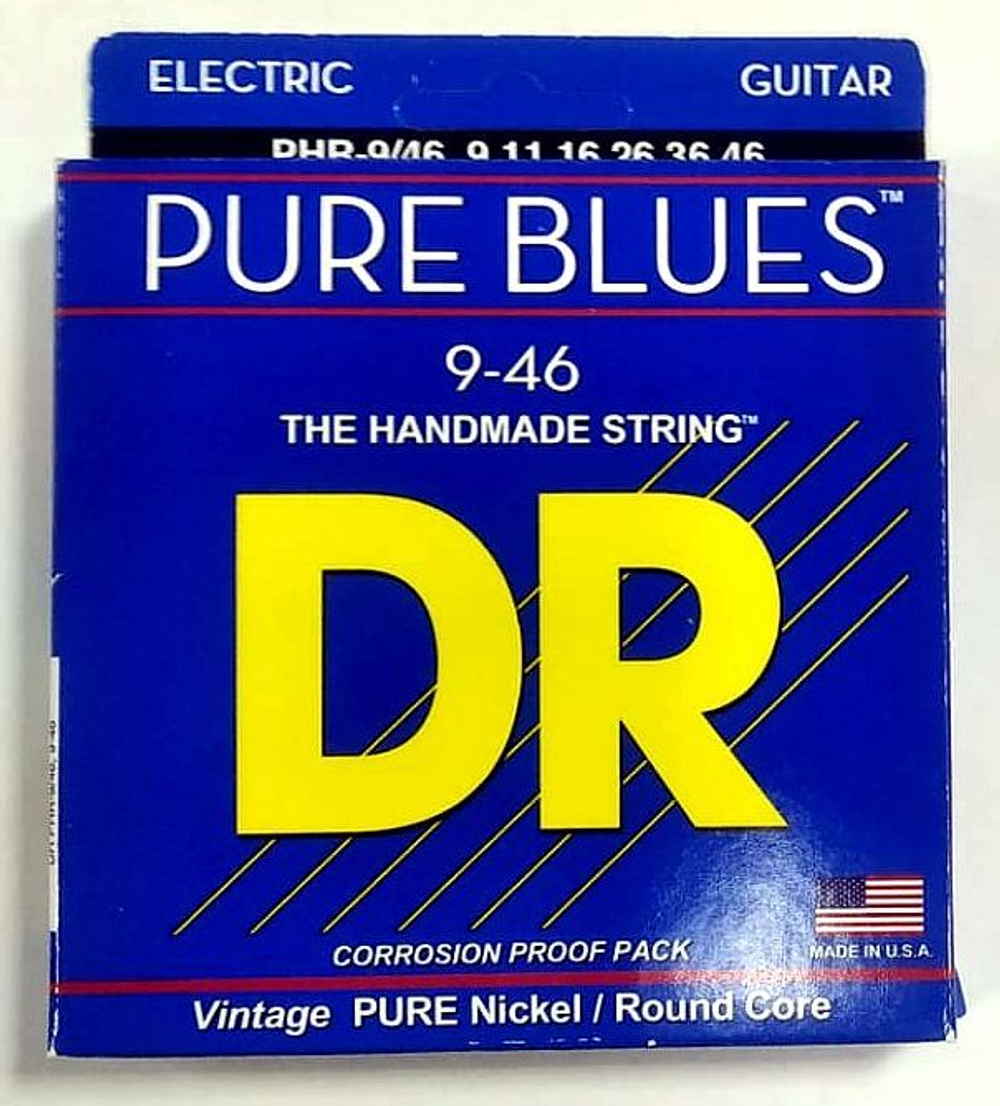 ELECTRIC GUITAR
PHR-9/46 9 11 16 26 36 46
PURE BLUES™
9-46
THE HANDMADE STRING™
DR
CORROSION PROOF PACK
MADE IN U.S.A.
Vintage PURE Nickel / Round Core